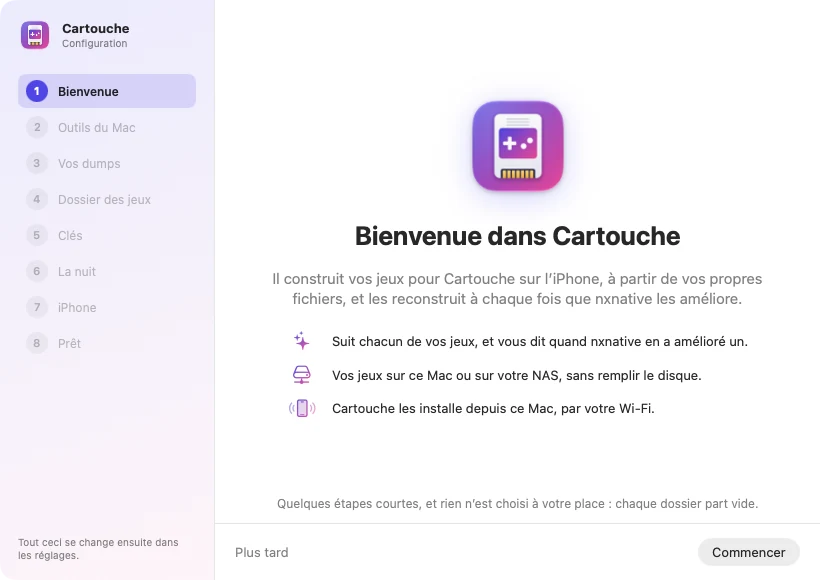 Cartouche
Configuration
1 Bienvenue
2 Outils du Mac
3 Vos dumps
4 Dossier des jeux
5 Clés
6 La nuit
7 iPhone
8 Prêt
Tout ceci se change ensuite dans
les réglages.
Bienvenue dans Cartouche
Il construit vos jeux pour Cartouche sur l’iPhone, à partir de vos propres
fichiers, et les reconstruit à chaque fois que nxnative les améliore.
Suit chacun de vos jeux, et vous dit quand nxnative en a amélioré un.
Vos jeux sur ce Mac ou sur votre NAS, sans remplir le disque.
Cartouche les installe depuis ce Mac, par votre Wi-Fi.
Quelques étapes courtes, et rien n’est choisi à votre place : chaque dossier part vide.
Plus tard
Commencer